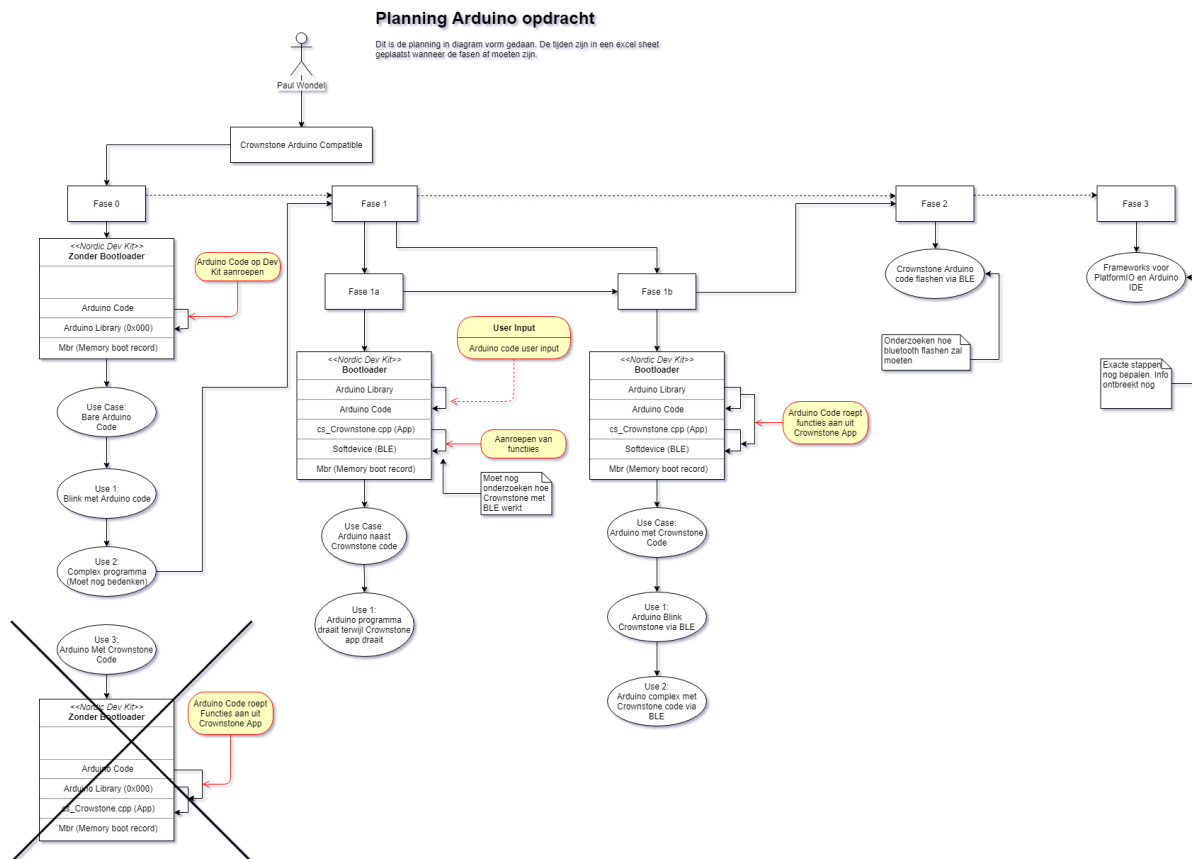 Planning Arduino opdracht
Dit is de planning in diagram vorm gedaan. De tijden zijn in een excel sheet
geplaatst wanneer de fasen af moeten zijn.
Paul Wondel
Crownstone Arduino Compatible
Fase 0
Fase 1
Fase 2
Fase 3
<<Nordic Dev Kit>>
Zonder Bootloader
Arduino Code
Arduino Library (0x000)
Mbr (Memory boot record)
Arduino Code op Dev
Kit aanroepen
Use Case:
Bare Arduino
Code
Use 1:
Blink met Arduino code
Use 2:
Complex programma
(Moet nog bedenken)
Use 3:
Arduino Met Crownstone
Code
<<Nordic Dev Kit>>
Zonder Bootloader
Arduino Code
Arduino Library (0x000)
cs_Crowstone.cpp (App)
Mbr (Memory boot record)
Arduino Code roept
Functies aan uit
Crownstone App
Fase 1a
<<Nordic Dev Kit>>
Bootloader
Arduino Library
Arduino Code
cs_Crownstone.cpp (App)
Softdevice (BLE)
Mbr (Memory boot record)
User Input
Arduino code user input
Aanroepen van
functiies
Moet nog
onderzoeken hoe
Crownstone met
BLE werkt
Use Case:
Arduino naast
Crownstone code
Use 1:
Arduino programma
draait terwijl Crownstone
app draait
Fase 1b
<<Nordic Dev Kit>>
Bootloader
Arduino Library
Arduino Code
cs_Crownstone.cpp (App)
Softdevice (BLE)
Mbr (Memory boot record)
Arduino Code roept
functies aan uit
Crownstone App
Use Case:
Arduino met Crownstone
Code
Use 1:
Arduino Blink
Crownstone via BLE
Use 2:
Arduino complex met
Crownstone code via
BLE
Crownstone Arduino
code flashen via BLE
Onderzoeken hoe
bluetooth flashen zal
moeten
Frameworks voor
PlatformIO en Arduino
IDE
Exacte stappen
nog bepalen. Info
ontbreekt nog